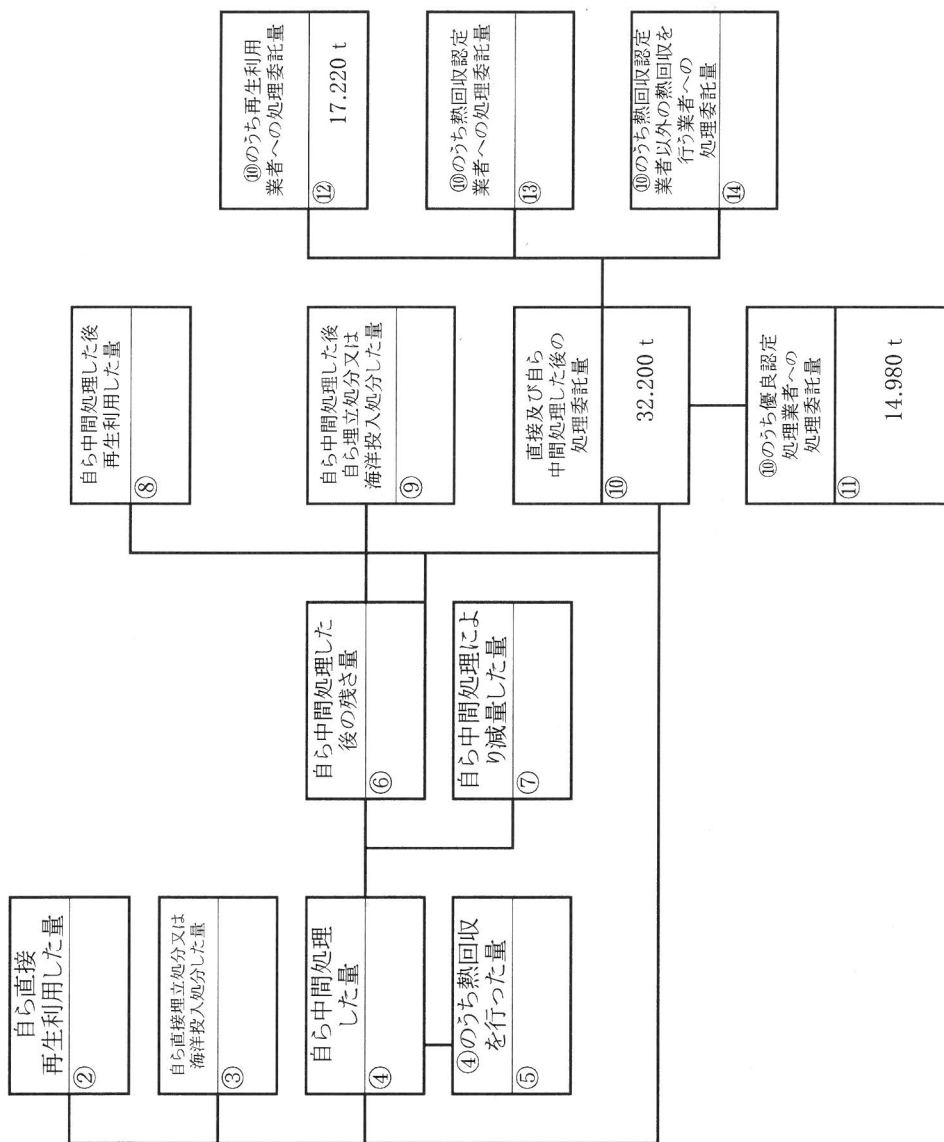 自ら直接
再生利用した量
②
自ら直接埋立処分又は
海洋投入処分した量
③
自ら中間処理
した量
④
④のうち熱回収
を行った量
⑤
自ら中間処理した
後の残さ量
⑥
自ら中間処理によ
り減量した量
⑦
自ら中間処理した後
再生利用した量
⑧
自ら中間処理した後
自ら埋立処分又は
海洋投入処分した量
⑨
直接及び自ら
中間処理した後の
処理委託量
⑩
32.200 t
⑩のうち優良認定
処理業者への
処理委託量
⑪
14.980 t
⑩のうち再生利用
業者への処理委託量
⑫
17.220 t
⑩のうち熱回収認定
業者への処理委託量
⑬
⑩のうち熱回収認定
業者以外の熱回収を
行う業者への
処理委託量
⑭